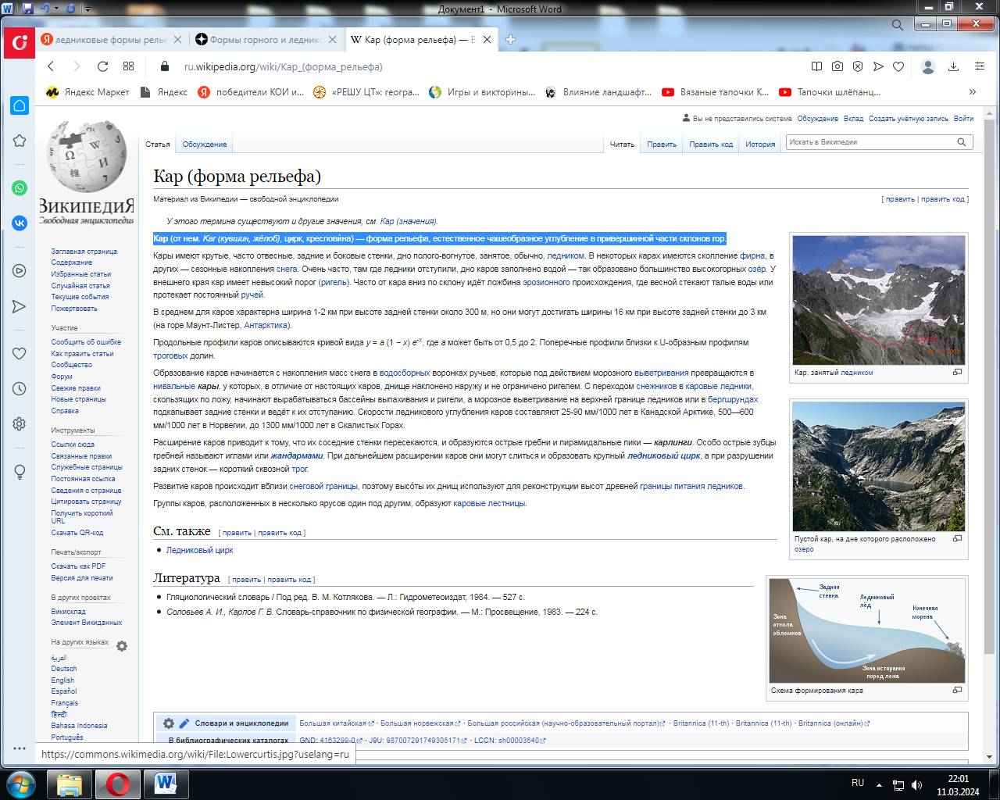 Документ1 - Microsoft Word
ледниковые формы релье
Формы горного и леднико
Кар (форма рельефа) — В
ru.wikipedia.org/wiki/Кар_(форма_рельефа)
Яндекс Маркет
Яндекс
победители КОИ и...
«РЕШУ ЦТ»: геогра...
Игры и викторины...
Влияние ландшафт...
Вязаные тапочки К...
Тапочки шлёпанц...
Вы не представились системе Обсуждение Вклад Создать учётную запись Войти
Статья Обсуждение Читать Править Править код История Искать в Википедии
ВИКИПЕДИЯ
Свободная энциклопедия
Заглавная страница
Содержание
Избранные статьи
Случайная статья
Текущие события
Пожертвовать
Участие
Сообщить об ошибке
Как править статьи
Сообщество
Форум
Свежие правки
Новые страницы
Справка
Инструменты
Ссылки сюда
Связанные правки
Служебные страницы
Постоянная ссылка
Сведения о странице
Цитировать страницу
Получить короткий
URL
Скачать QR-код
Печать/экспорт
Скачать как PDF
Версия для печати
В других проектах
Викисклад
Элемент Викиданных
На других языках
العربية
Deutsch
English
Español
Français
हिन्दी
Bahasa Indonesia
Português
Кар (форма рельефа)
Материал из Википедии — свободной энциклопедии
[ править | править код ]
У этого термина существуют и другие значения, см. Кар (значения).
Кар (от нем. Kar (кувшин, жёлоб), цирк, креслови́на) — форма рельефа, естественное чашеобразное углубление в привершинной части склонов гор.
Кары имеют крутые, часто отвесные, задние и боковые стенки, дно полого-вогнутое, занятое, обычно, ледником. В некоторых карах имеются скопление фирна, в
других — сезонные накопления снега. Очень часто, там где ледники отступили, дно каров заполнено водой — так образовано большинство высокогорных озёр. У
внешнего края кар имеет невысокий порог (ригель). Часто от кара вниз по склону идёт ложбина эрозионного происхождения, где весной стекают талые воды или
протекает постоянный ручей.
В среднем для каров характерна ширина 1-2 км при высоте задней стенки около 300 м, но они могут достигать ширины 16 км при высоте задней стенки до 3 км
(на горе Маунт-Листер, Антарктика).
Продольные профили каров описываются кривой вида y = a (1 − x) e⁻ˣ, где a может быть от 0,5 до 2. Поперечные профили близки к U-образным профилям
троговых долин.
Образование каров начинается с накопления масс снега в водосборных воронках ручьев, которые под действием морозного выветривания превращаются в
нивальные кары, у которых, в отличие от настоящих каров, днище наклонено наружу и не ограничено ригелем. С переходом снежников в каровые ледники,
скользящих по ложу, начинают вырабатываться бассейны выпахивания и ригели, а морозное выветривание на верхней границе ледников или в бергшрундах
подкапывает задние стенки и ведёт к их отступанию. Скорости ледникового углубления каров составляют 25-90 мм/1000 лет в Канадской Арктике, 500—600
мм/1000 лет в Норвегии, до 1300 мм/1000 лет в Скалистых Горах.
Расширение каров приводит к тому, что их соседние стенки пересекаются, и образуются острые гребни и пирамидальные пики — карлинги. Особо острые зубцы
гребней называют иглами или жандармами. При дальнейшем расширении каров они могут слиться и образовать крупный ледниковый цирк, а при разрушении
задних стенок — короткий сквозной трог.
Развитие каров происходит вблизи снеговой границы, поэтому высо́ты их днищ используют для реконструкции высот древней границы питания ледников.
Группы каров, расположенных в несколько ярусов один под другим, образуют каровые лестницы.
См. также [ править | править код ]
Ледниковый цирк
Литература [ править | править код ]
Гляциологический словарь / Под ред. В. М. Котлякова. — Л.: Гидрометеоиздат, 1984. — 527 с.
Соловьев А. И., Карпов Г. В. Словарь-справочник по физической географии. — М.: Просвещение, 1983. — 224 с.
Кар, занятый ледником
Пустой кар, на дне которого расположено
озеро
Задняя
стенка
Ледниковый
лёд
Конечная
морена
Зона
откола
обломков
Зона истирания
пород ложа
Схема формирования кара
Словари и энциклопедии Большая китайская · Большая норвежская · Большая российская (научно-образовательный портал) · Britannica (11-th) · Britannica (11-th) · Britannica (онлайн)
В библиографических каталогах GND: 4163299-0 · J9U: 987007291749305171 · LCCN: sh00003540
https://commons.wikimedia.org/wiki/File:Lowercurtis.jpg?uselang=ru
RU
22:01
11.03.2024